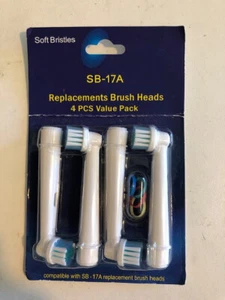 Soft Bristles
SB-17A
Replacements Brush Heads
4 PCS Value Pack
compatible with SB -17A replacement brush heads